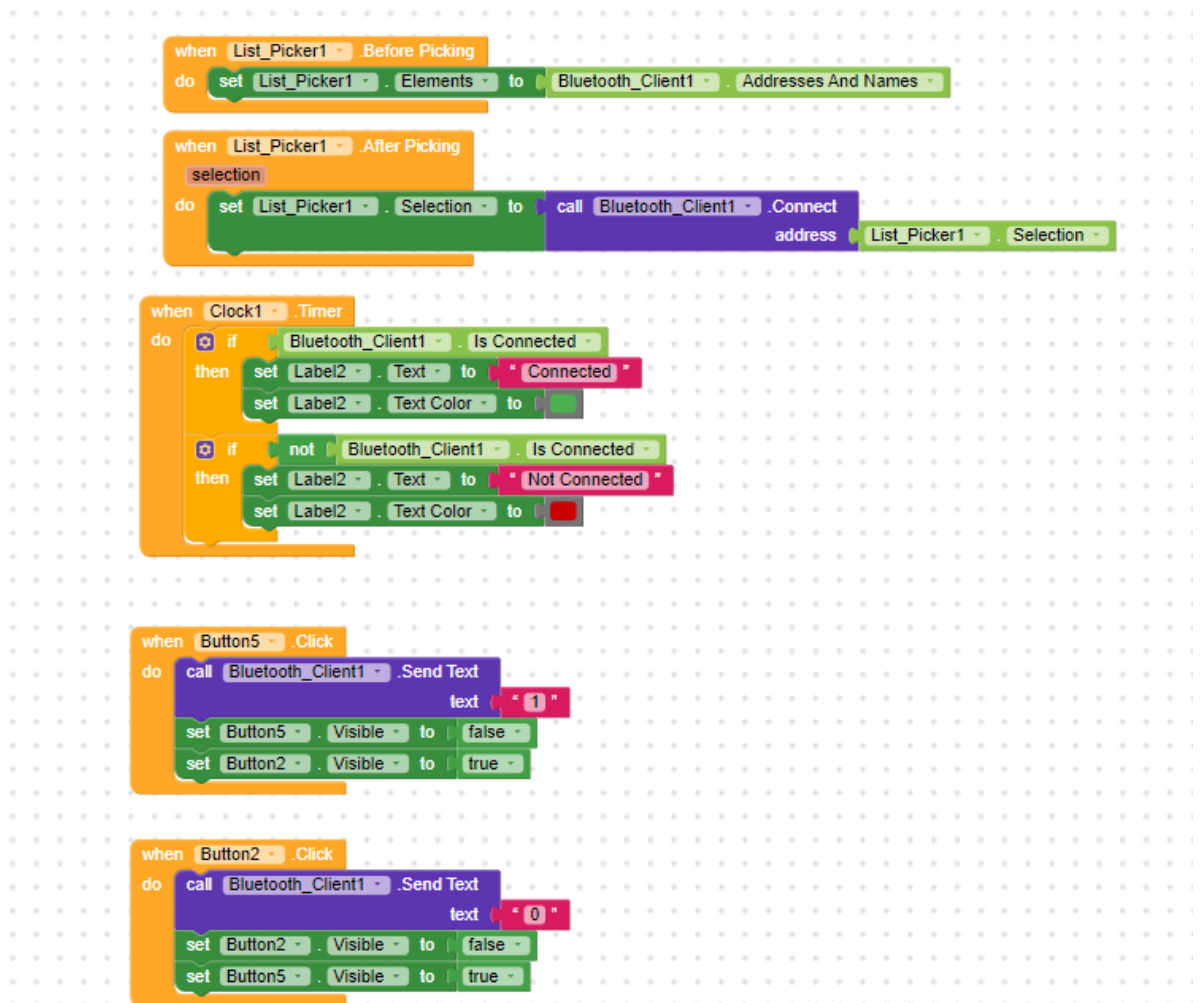 when List_Picker1 .Before Picking
do set List_Picker1 . Elements to Bluetooth_Client1 . Addresses And Names
when List_Picker1 .After Picking
selection
do set List_Picker1 . Selection to call Bluetooth_Client1 .Connect
address List_Picker1 . Selection
when Clock1 .Timer
do if Bluetooth_Client1 . Is Connected
then set Label2 . Text to " Connected "
set Label2 . Text Color to
if not Bluetooth_Client1 . Is Connected
then set Label2 . Text to " Not Connected "
set Label2 . Text Color to
when Button5 .Click
do call Bluetooth_Client1 .Send Text
text " 1 "
set Button5 . Visible to false
set Button2 . Visible to true
when Button2 .Click
do call Bluetooth_Client1 .Send Text
text " 0 "
set Button2 . Visible to false
set Button5 . Visible to true